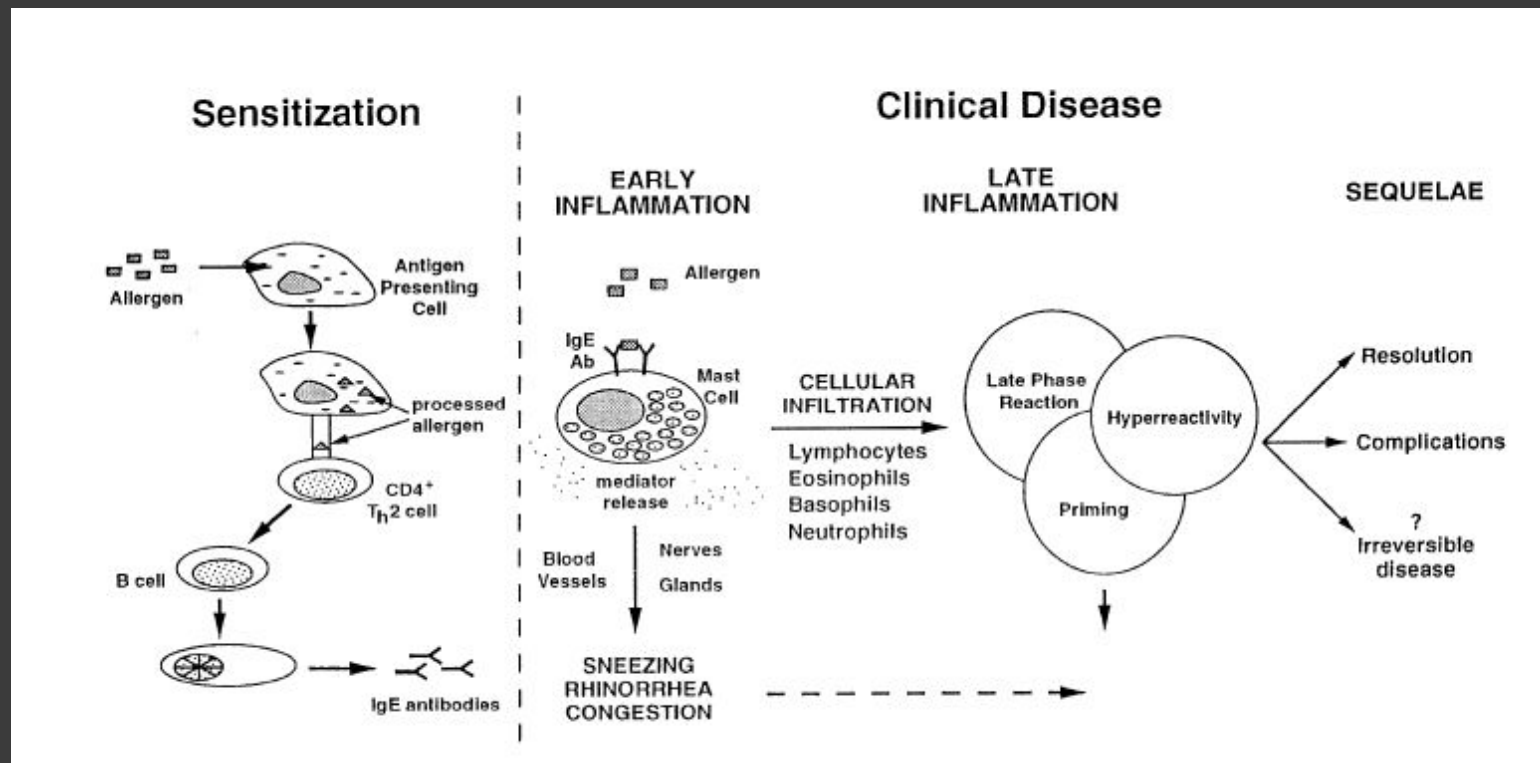 Sensitization
Allergen
Antigen
Presenting
Cell
processed
allergen
CD4+
Th2 cell
B cell
IgE antibodies
Clinical Disease
EARLY
INFLAMMATION
Allergen
IgE
Ab
Mast
Cell
mediator
release
Blood
Vessels
Nerves
Glands
SNEEZING
RHINORRHEA
CONGESTION
CELLULAR
INFILTRATION
Lymphocytes
Eosinophils
Basophils
Neutrophils
LATE
INFLAMMATION
Late Phase
Reaction
Hyperreactivity
Priming
SEQUELAE
Resolution
Complications
?
Irreversible
disease